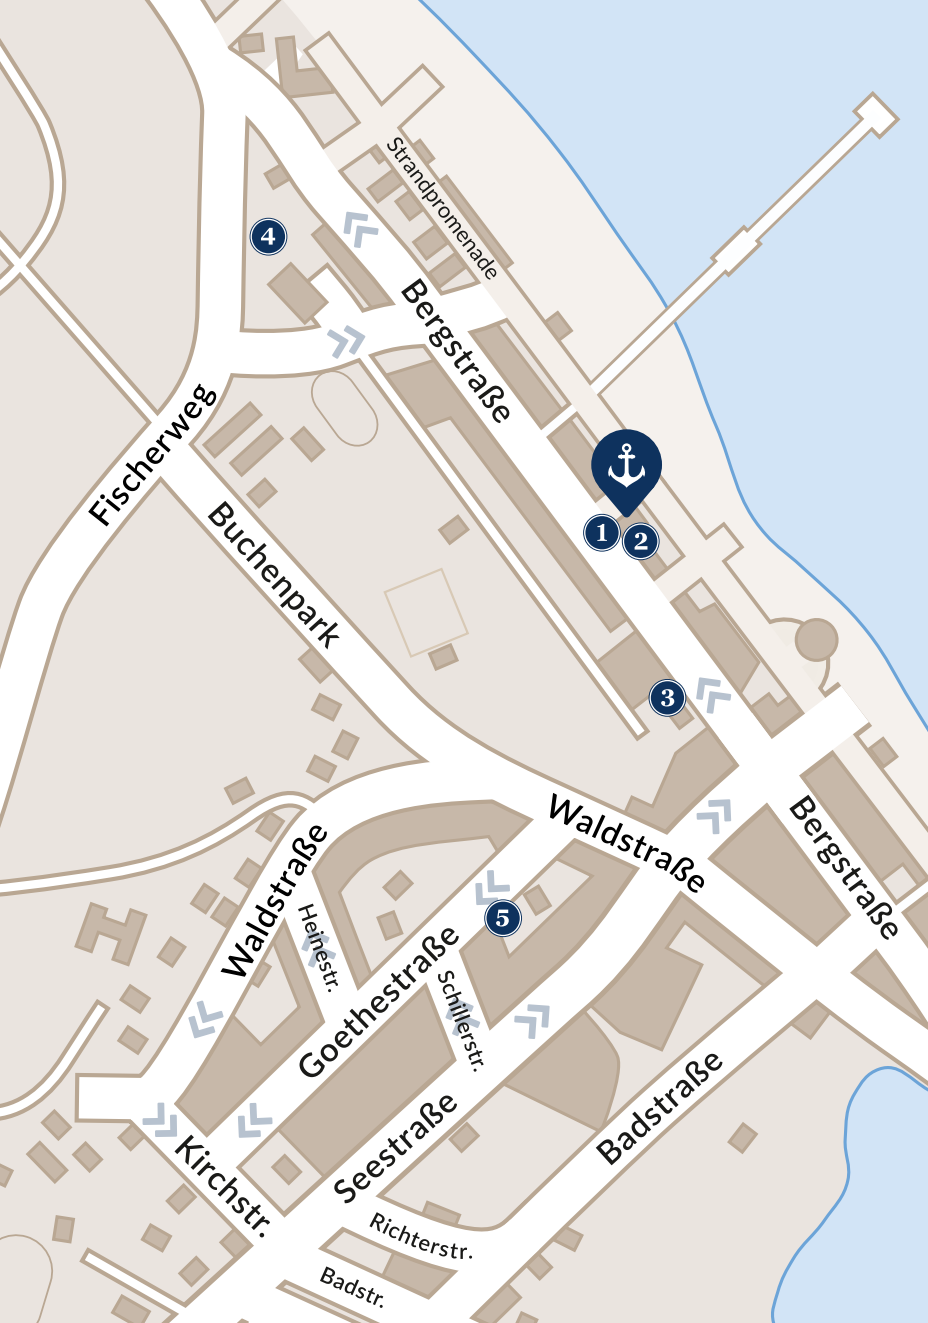 Strandpromenade
4
Bergstraße
Fischerweg
Buchenpark
1
2
3
Waldstraße
Bergstraße
Waldstraße
5
Heinestr.
Goethestraße
Schillerstr.
Badstraße
Seestraße
Kirchstr.
Richterstr.
Badstr.